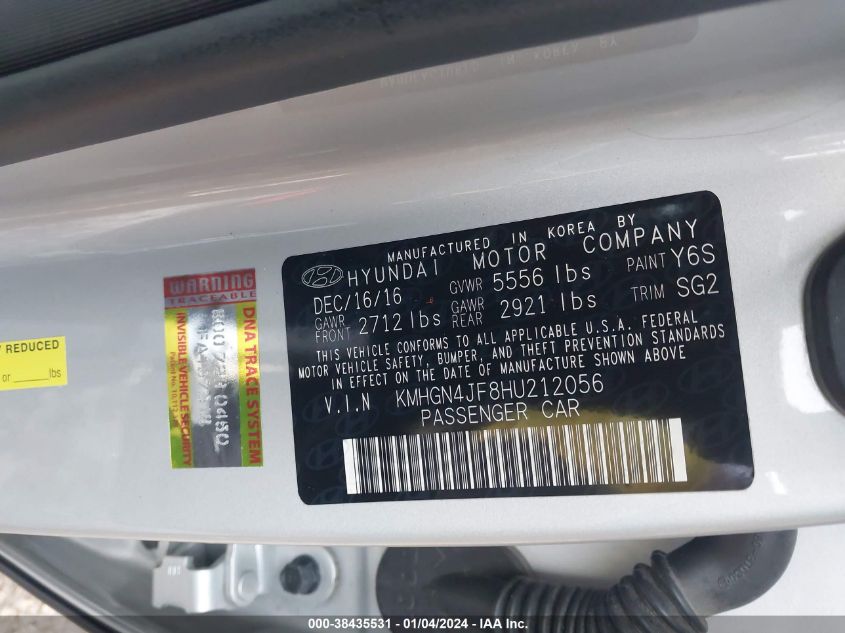 MANUFACTURED IN KOREA BY
HYUNDAI MOTOR COMPANY
DEC/16/16 GVWR 5556 lbs PAINT Y6S
GAWR FRONT 2712 lbs GAWR REAR 2921 lbs TRIM SG2
THIS VEHICLE CONFORMS TO ALL APPLICABLE U.S.A. FEDERAL
MOTOR VEHICLE SAFETY, BUMPER, AND THEFT PREVENTION STANDARDS
IN EFFECT ON THE DATE OF MANUFACTURE SHOWN ABOVE
V.I.N KMHGN4JF8HU212056
PASSENGER CAR
WARNING
TRACEABLE
DNA TRACE SYSTEM
INVISIBLE VEHICLE SECURITY
REDUCED
or ____lbs
000-38435531 - 01/04/2024 - IAA Inc.